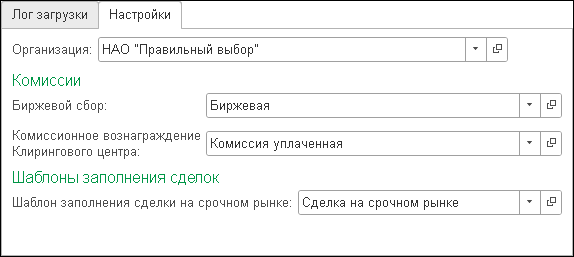 Лог загрузки Настройки
Организация: НАО "Правильный выбор"
Комиссии
Биржевой сбор: Биржевая
Комиссионное вознаграждение
Клирингового центра: Комиссия уплаченная
Шаблоны заполнения сделок
Шаблон заполнения сделки на срочном рынке: Сделка на срочном рынке